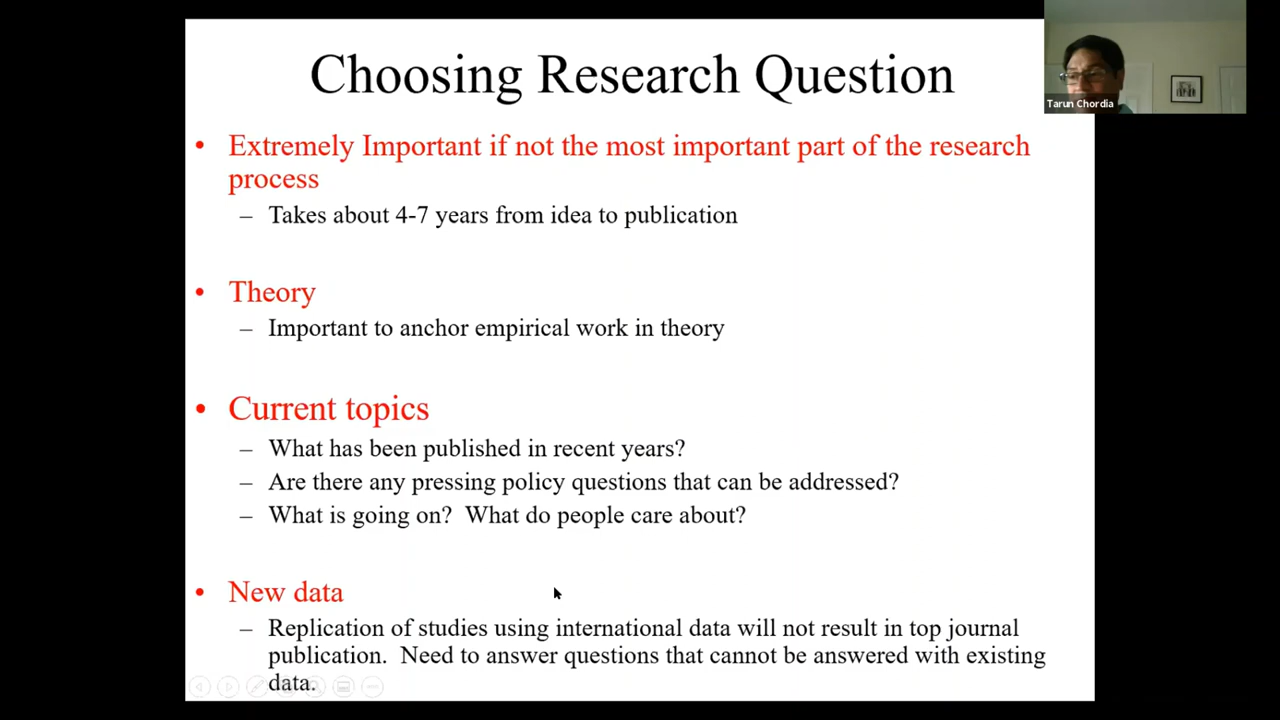 Choosing Research Question
Tarun Chordia
• Extremely Important if not the most important part of the research
process
– Takes about 4-7 years from idea to publication
• Theory
– Important to anchor empirical work in theory
• Current topics
– What has been published in recent years?
– Are there any pressing policy questions that can be addressed?
– What is going on?  What do people care about?
• New data
– Replication of studies using international data will not result in top journal
publication.  Need to answer questions that cannot be answered with existing
data.